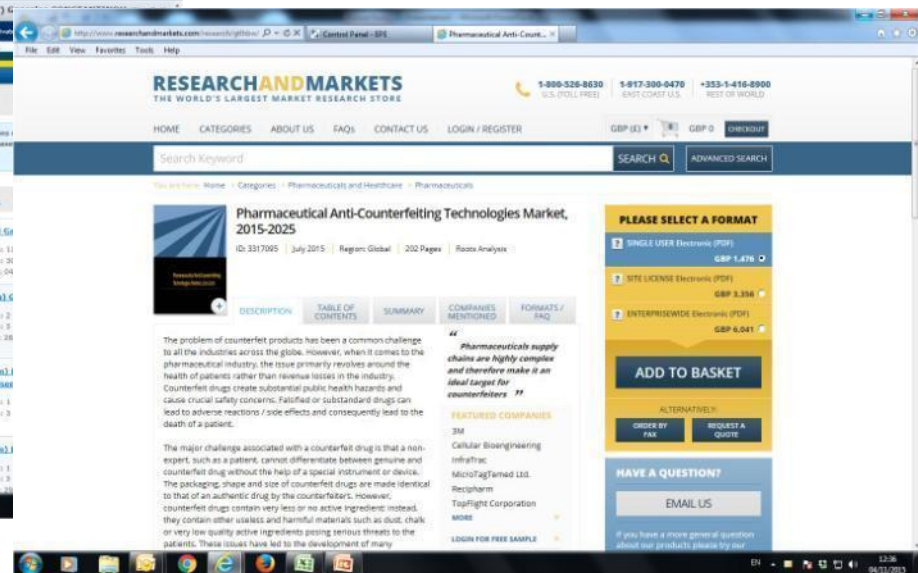 http://www.researchandmarkets.com/research/
Control Panel - EPE
Pharmaceutical Anti-Count...
File Edit View Favorites Tools Help
RESEARCHANDMARKETS
THE WORLD'S LARGEST MARKET RESEARCH STORE
1-800-526-8630 1-917-300-0470 +353-1-416-8900
U.S. (TOLL FREE) EAST COAST U.S. REST OF WORLD
HOME CATEGORIES ABOUT US FAQs CONTACT US LOGIN / REGISTER
GBP (£) GBP 0 CHECKOUT
Search Keyword
SEARCH ADVANCED SEARCH
You are here: Home > Categories > Pharmaceuticals and Healthcare > Pharmaceuticals
Pharmaceutical Anti-Counterfeiting Technologies Market,
2015-2025
ID: 3317095 July 2015 Region: Global 202 Pages Roots Analysis
DESCRIPTION
TABLE OF
CONTENTS
SUMMARY
COMPANIES
MENTIONED
FORMATS /
FAQ
The problem of counterfeit products has been a common challenge
to all the industries across the globe. However, when it comes to the
pharmaceutical industry, the issue primarily revolves around the
health of patients rather than revenue losses in the industry.
Counterfeit drugs create substantial public health hazards and
cause crucial safety concerns. Falsified or substandard drugs can
lead to adverse reactions / side effects and consequently lead to the
death of a patient.
The major challenge associated with a counterfeit drug is that a non-
expert, such as a patient, cannot differentiate between genuine and
counterfeit drug without the help of a special instrument or device.
The packaging, shape and size of counterfeit drugs are made identical
to that of an authentic drug by the counterfeiters. However,
counterfeit drugs contain very less or no active ingredient; instead,
they contain other useless and harmful materials such as dust, chalk
or very low quality active ingredients posing serious threats to the
patients. These issues have led to the development of many
“
Pharmaceuticals supply
chains are highly complex
and therefore make it an
ideal target for
counterfeiters ”
FEATURED COMPANIES
3M
Cellular Bioengineering
InfraTrac
MicroTagTemed Ltd.
Recipharm
TopFlight Corporation
MORE
LOGIN FOR FREE SAMPLE
PLEASE SELECT A FORMAT
? SINGLE USER Electronic (PDF)
GBP 1,476
? SITE LICENSE Electronic (PDF)
GBP 3,356
? ENTERPRISEWIDE Electronic (PDF)
GBP 6,041
ADD TO BASKET
ALTERNATIVELY:
ORDER BY
FAX
REQUEST A
QUOTE
HAVE A QUESTION?
EMAIL US
If you have a more general question
about our products please try our
EN
12:36
04/11/2015